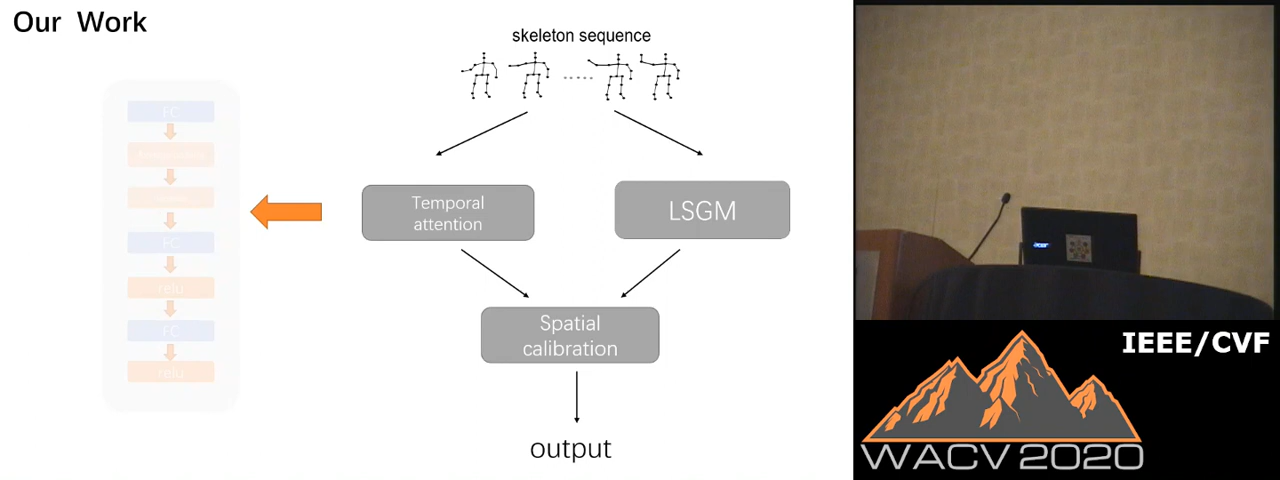 Our Work
skeleton sequence
FC
FC
relu
FC
relu
Temporal
attention
LSGM
Spatial
calibration
output
acer
IEEE/CVF
WACV 2020